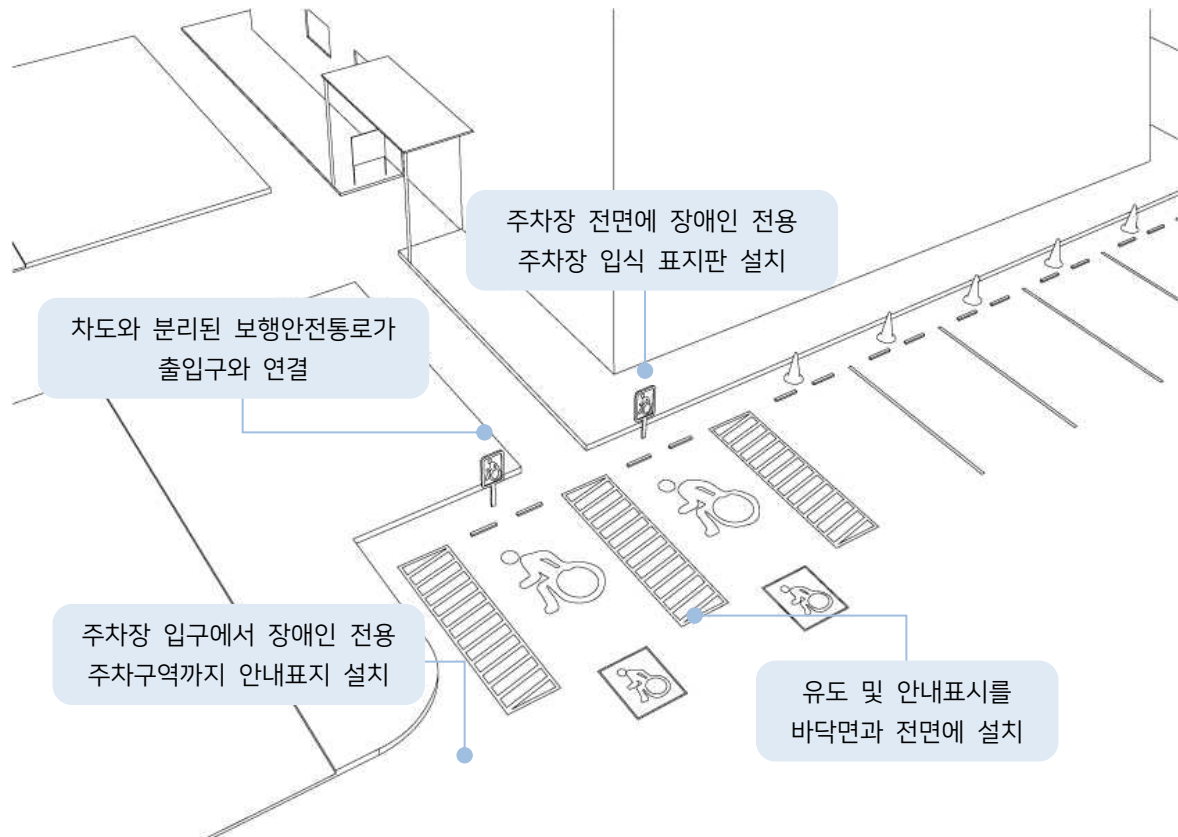 주차장 전면에 장애인 전용
주차장 입식 표지판 설치
차도와 분리된 보행안전통로가
출입구와 연결
주차장 입구에서 장애인 전용
주차구역까지 안내표지 설치
유도 및 안내표시를
바닥면과 전면에 설치